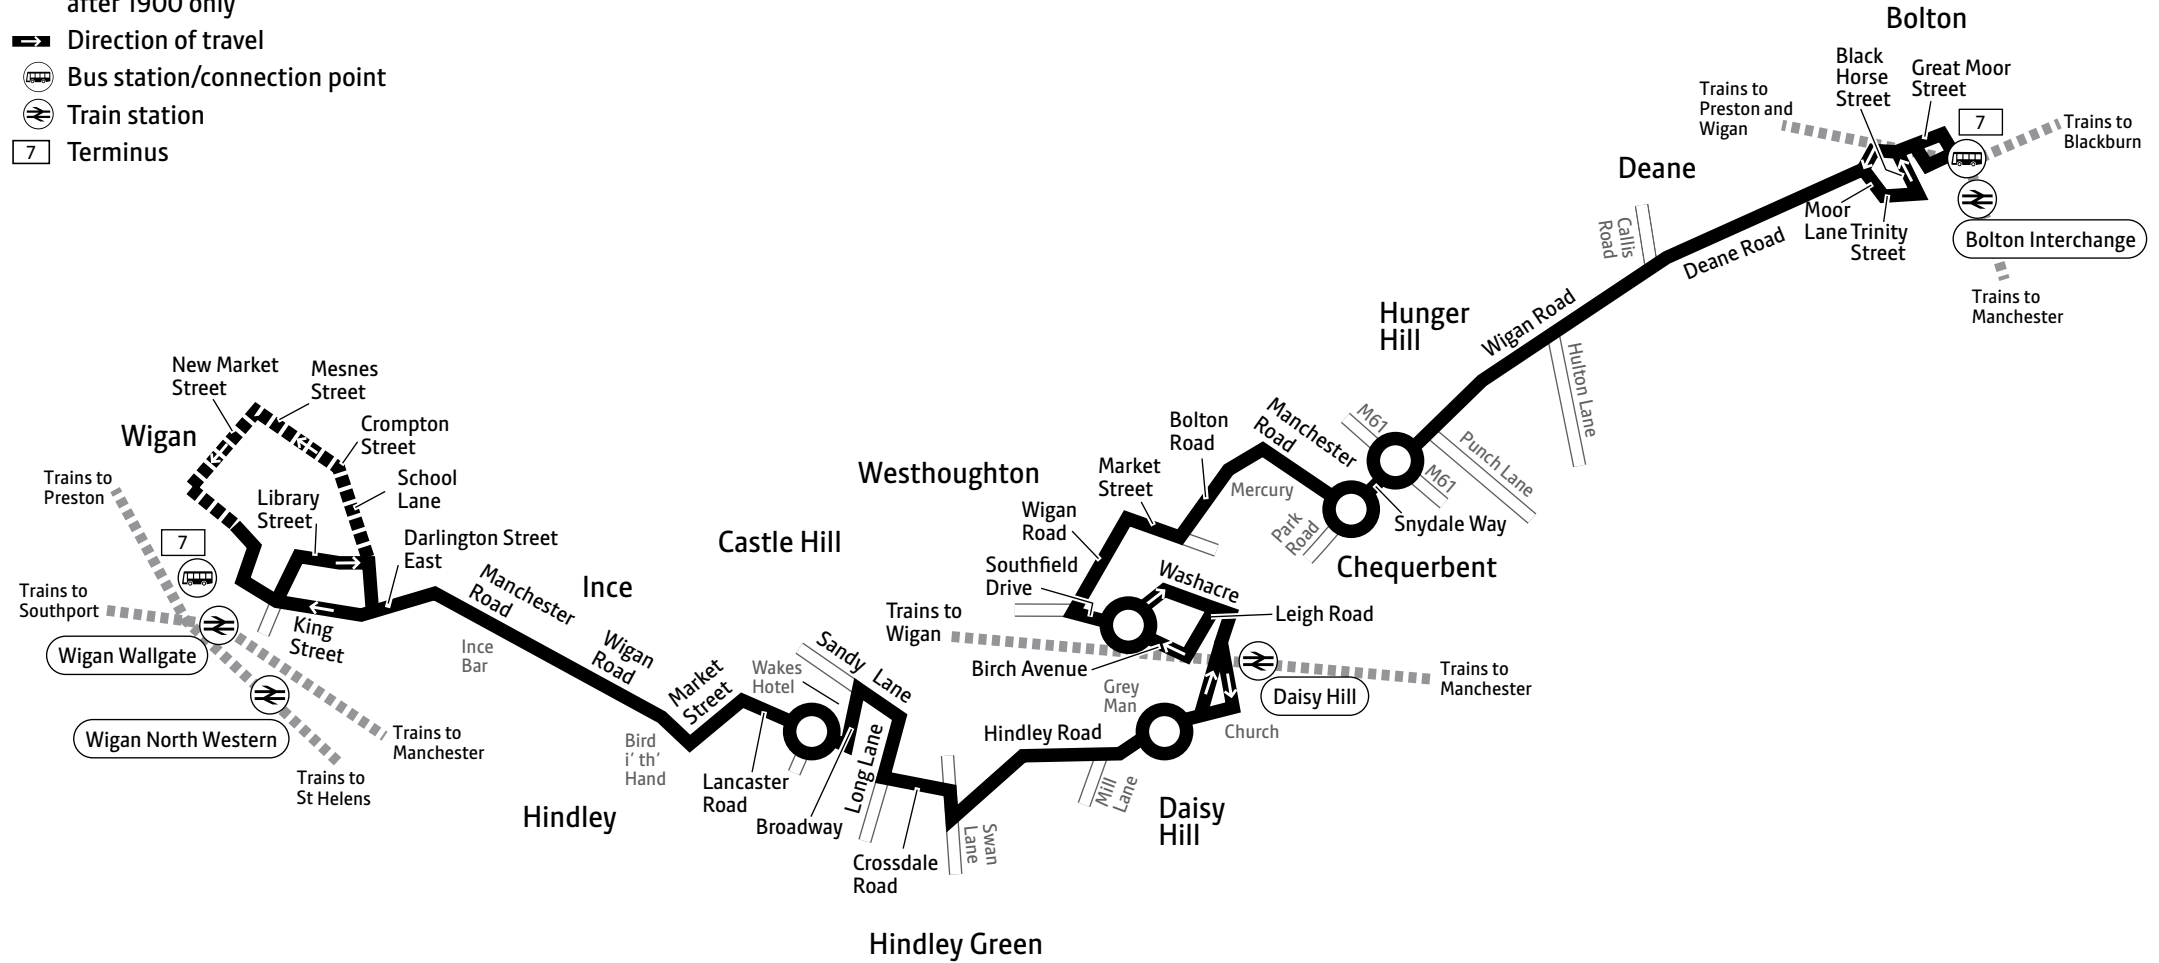 after 1900 only
Direction of travel
Bus station/connection point
Train station
7
Terminus
Bolton
Black
Horse
Street
Great Moor
Street
Trains to
Preston and
Wigan
7
Trains to
Blackburn
Deane
Moor
Lane
Trinity
Street
Bolton Interchange
Trains to
Manchester
Callis
Road
Deane Road
Hunger
Hill
Wigan Road
Hulton Lane
New Market
Street
Mesnes
Street
Crompton
Street
Wigan
School
Lane
Trains to
Preston
Library
Street
7
Darlington Street
East
Trains to
Southport
King
Street
Wigan Wallgate
Wigan North Western
Trains to
Manchester
Trains to
St Helens
Manchester
Road
Ince
Ince
Bar
Wigan
Road
Market
Street
Bird
i' th'
Hand
Hindley
Castle Hill
Wakes
Hotel
Sandy Lane
Lancaster
Road
Broadway
Long Lane
Crossdale
Road
Swan
Lane
Hindley Green
Westhoughton
Bolton
Road
Market
Street
Wigan
Road
Southfield
Drive
Manchester
Road
Mercury
M61
M61
Punch Lane
Park
Road
Snydale Way
Chequerbent
Washacre
Leigh Road
Trains to
Wigan
Birch Avenue
Grey
Man
Daisy Hill
Trains to
Manchester
Church
Hindley Road
Mill
Lane
Daisy
Hill